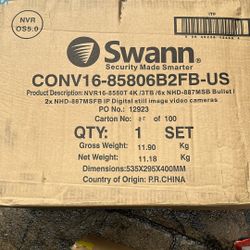 NVR
OS5.0
Swann
Security Made Smarter
CONV16-85806B2FB-US
Product Description: NVR16-8550T 4K /3TB /6x NHD-887MSB Bullet I
2x NHD-887MSFB IP Digital still image video cameras
PO NO: 12923
Carton No: of 100
QTY: 1 SET
Gross Weight: 11.90 Kg
Net Weight: 11.18 Kg
Dimensions:535X295X400MM
Country of Origin: P.R.CHINA